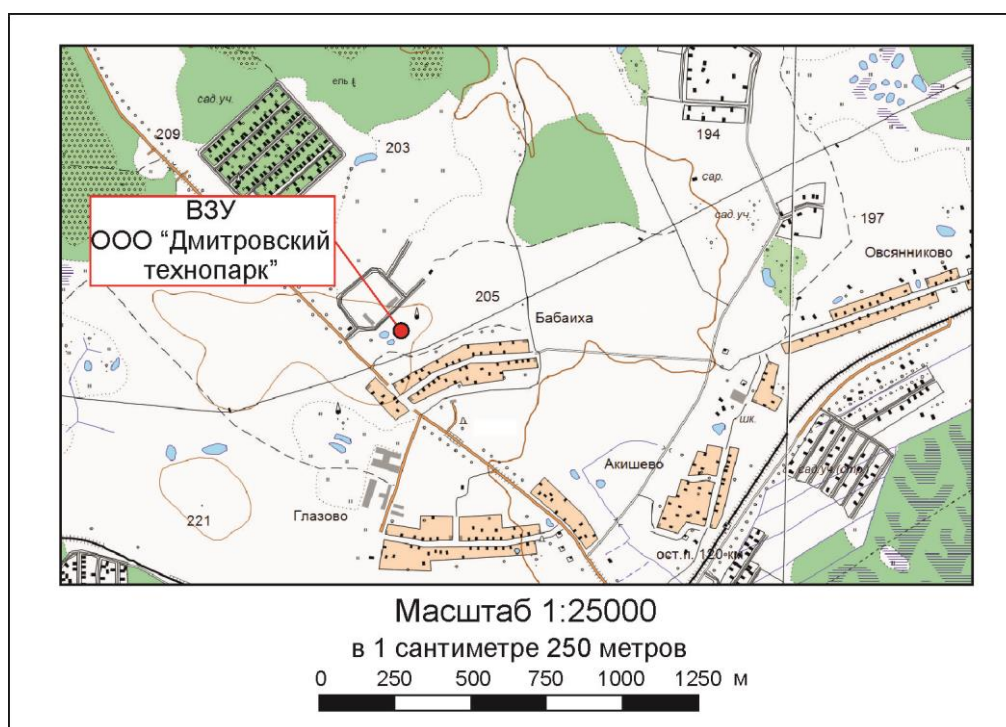 ель
сад.уч.
209
203
194
сар.
сад.уч.
197
ВЗУ
ООО “Дмитровский
технопарк”
Овсянниково
205
Бабаиха
шк.
Акишево
221
Глазово
ост.п. 120 км
Масштаб 1:25000
в 1 сантиметре 250 метров
0 250 500 750 1000 1250 м